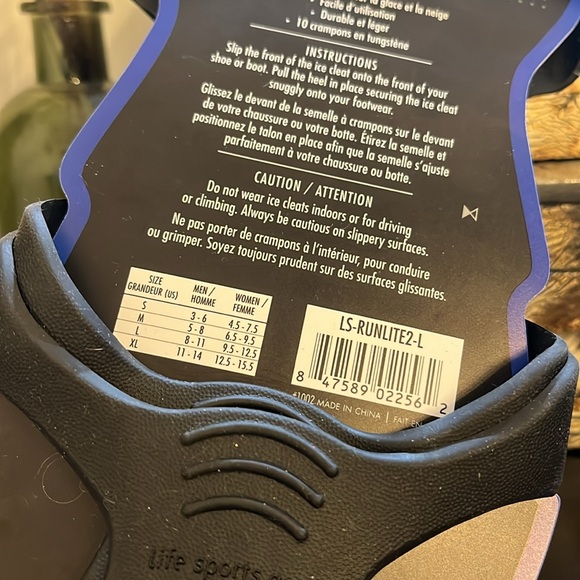 la glace et la neige
• Facile d'utilisation
• Durable et léger
• 10 crampons en tungstène
INSTRUCTIONS
Slip the front of the ice cleat onto the front of your
shoe or boot. Pull the heel in place securing the ice cleat
snuggly onto your footwear.
Glissez le devant de la semelle à crampons sur le devant
de votre chaussure ou votre botte. Étirez la semelle et
positionnez le talon en place afin que la semelle s'ajuste
parfaitement à votre chaussure ou botte.
CAUTION / ATTENTION
Do not wear ice cleats indoors or for driving
or climbing. Always be cautious on slippery surfaces.
Ne pas porter de crampons à l'intérieur, pour conduire
ou grimper. Soyez toujours prudent sur des surfaces glissantes.
SIZE GRANDEUR (US) MEN / HOMME WOMEN / FEMME
S 3-6 4.5-7.5
M 5-8 6.5-9.5
L 8-11 9.5-12.5
XL 11-14 12.5-15.5
LS-RUNLITE2-L
8 47589 02256 2
#1002 MADE IN CHINA | FAIT EN
life sports